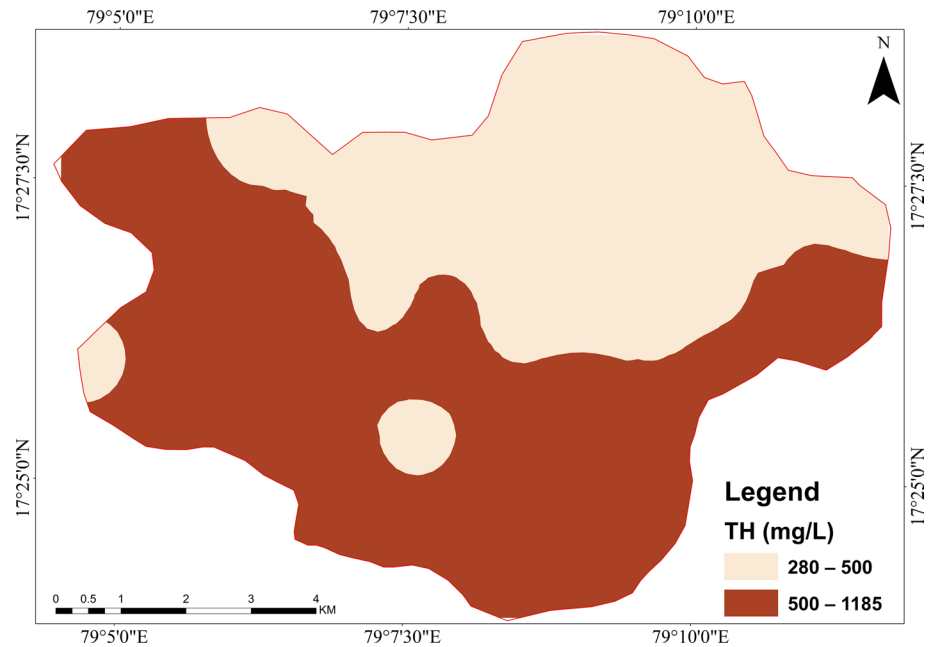 79°5'0"E 79°7'30"E 79°10'0"E
N
17°27'30"N 17°27'30"N
17°25'0"N 17°25'0"N
Legend
TH (mg/L)
280 – 500
500 – 1185
0 0.5 1 2 3 4
KM
79°5'0"E 79°7'30"E 79°10'0"E